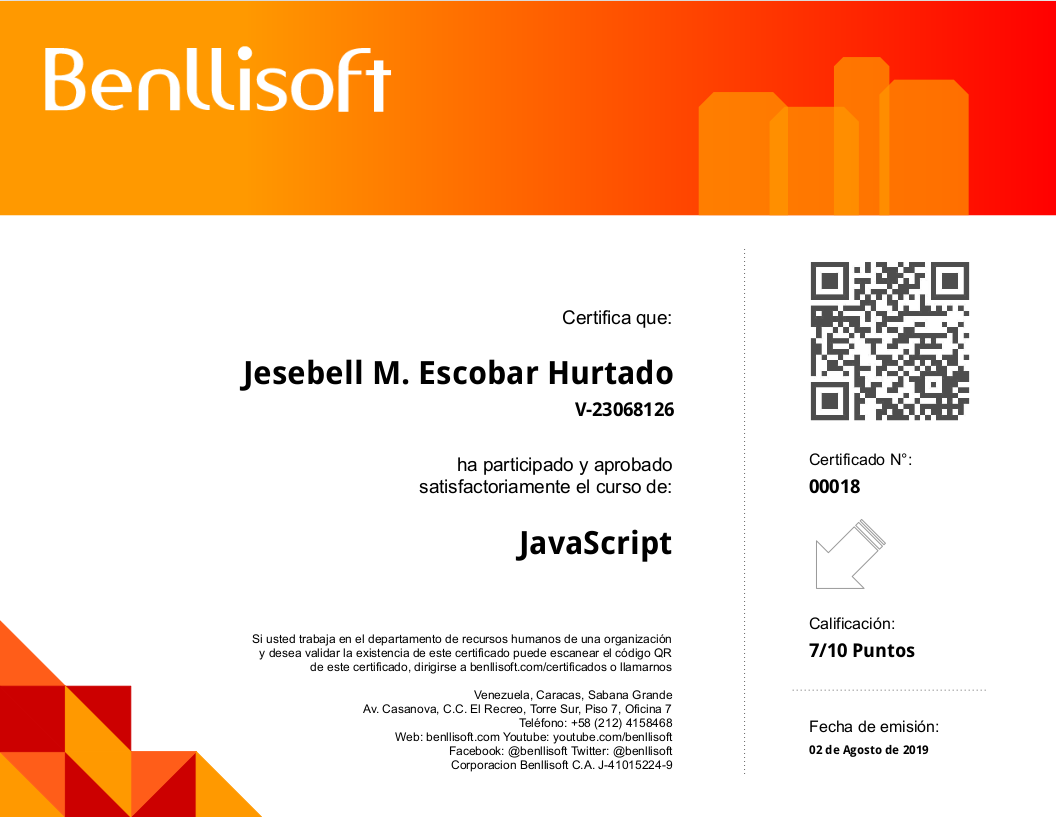 Benllisoft
Certifica que:
Jesebell M. Escobar Hurtado
V-23068126
ha participado y aprobado
satisfactoriamente el curso de:
JavaScript
Si usted trabaja en el departamento de recursos humanos de una organización
y desea validar la existencia de este certificado puede escanear el código QR
de este certificado, dirigirse a benllisoft.com/certificados o llamarnos
Venezuela, Caracas, Sabana Grande
Av. Casanova, C.C. El Recreo, Torre Sur, Piso 7, Oficina 7
Teléfono: +58 (212) 4158468
Web: benllisoft.com Youtube: youtube.com/benllisoft
Facebook: @benllisoft Twitter: @benllisoft
Corporacion Benllisoft C.A. J-41015224-9
Certificado N°:
00018
Calificación:
7/10 Puntos
Fecha de emisión:
02 de Agosto de 2019